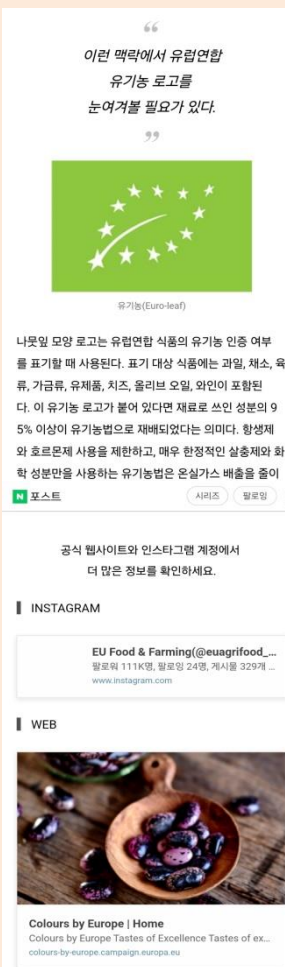 “
이런 맥락에서 유럽연합
유기농 로고를
눈여겨볼 필요가 있다.
”
유기농(Euro-leaf)
나뭇잎 모양 로고는 유럽연합 식품의 유기농 인증 여부
를 표기할 때 사용된다. 표기 대상 식품에는 과일, 채소, 육
류, 가금류, 유제품, 치즈, 올리브 오일, 와인이 포함된
다. 이 유기농 로고가 붙어 있다면 재료로 쓰인 성분의 9
5% 이상이 유기농법으로 재배되었다는 의미다. 항생제
와 호르몬제 사용을 제한하고, 매우 한정적인 살충제와 화
학 성분만을 사용하는 유기농법은 온실가스 배출을 줄이
N 포스트 시리즈 팔로잉
공식 웹사이트와 인스타그램 계정에서
더 많은 정보를 확인하세요.
INSTAGRAM
EU Food & Farming(@euagrifood_...
팔로워 111K명, 팔로잉 24명, 게시물 329개 ...
www.instagram.com
WEB
Colours by Europe | Home
Colours by Europe Tastes of Excellence Tastes of ex...
colours-by-europe.campaign.europa.eu